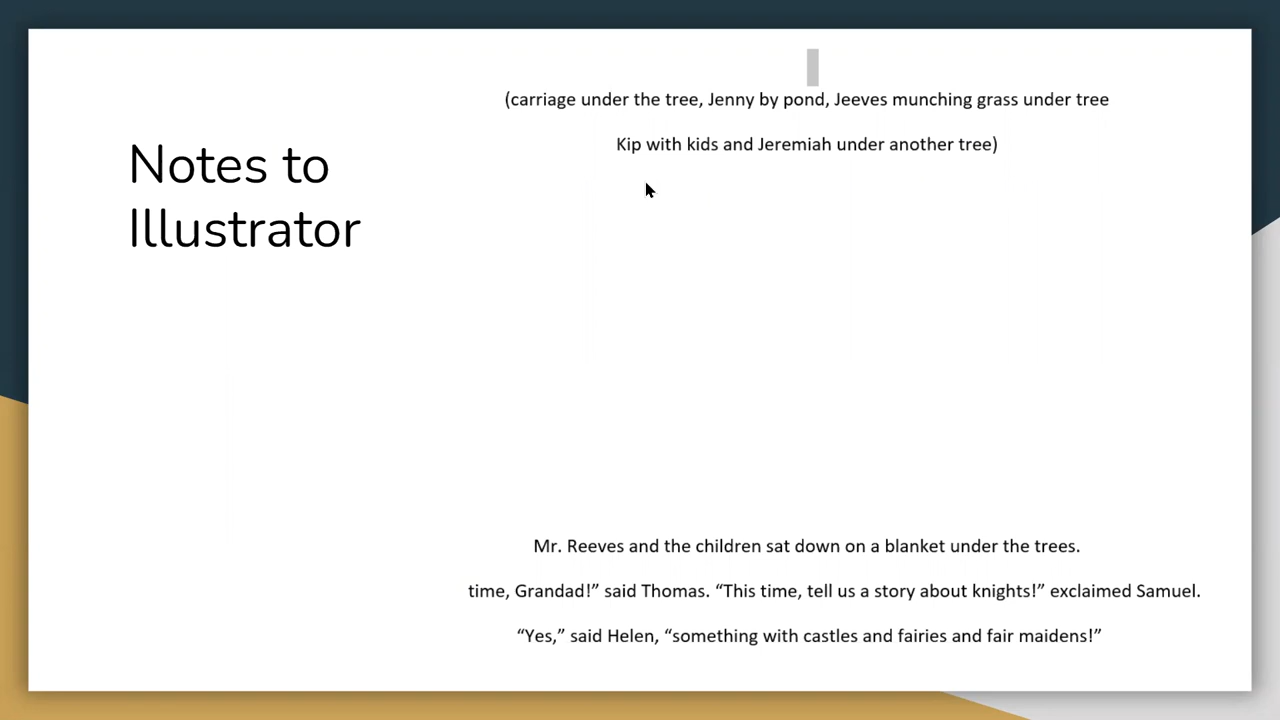 Notes to
Illustrator
(carriage under the tree, Jenny by pond, Jeeves munching grass under tree
Kip with kids and Jeremiah under another tree)
Mr. Reeves and the children sat down on a blanket under the trees.
time, Grandad!” said Thomas. “This time, tell us a story about knights!” exclaimed Samuel.
“Yes,” said Helen, “something with castles and fairies and fair maidens!”